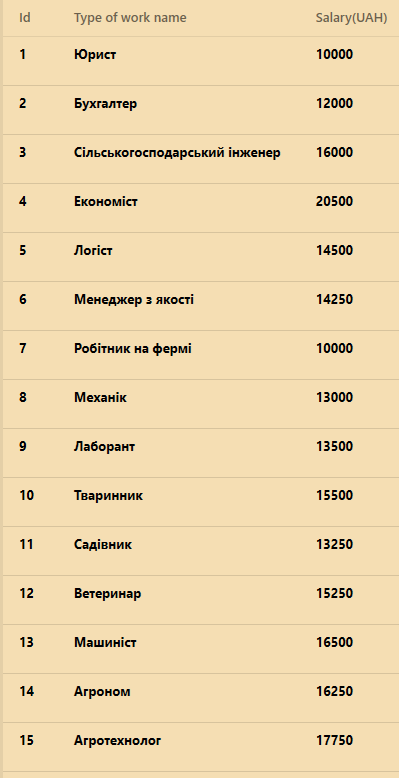 Id Type of work name Salary(UAH)
1 Юрист 10000
2 Бухгалтер 12000
3 Сільськогосподарський інженер 16000
4 Економіст 20500
5 Логіст 14500
6 Менеджер з якості 14250
7 Робітник на фермі 10000
8 Механік 13000
9 Лаборант 13500
10 Тваринник 15500
11 Садівник 13250
12 Ветеринар 15250
13 Машиніст 16500
14 Агроном 16250
15 Агротехнолог 17750